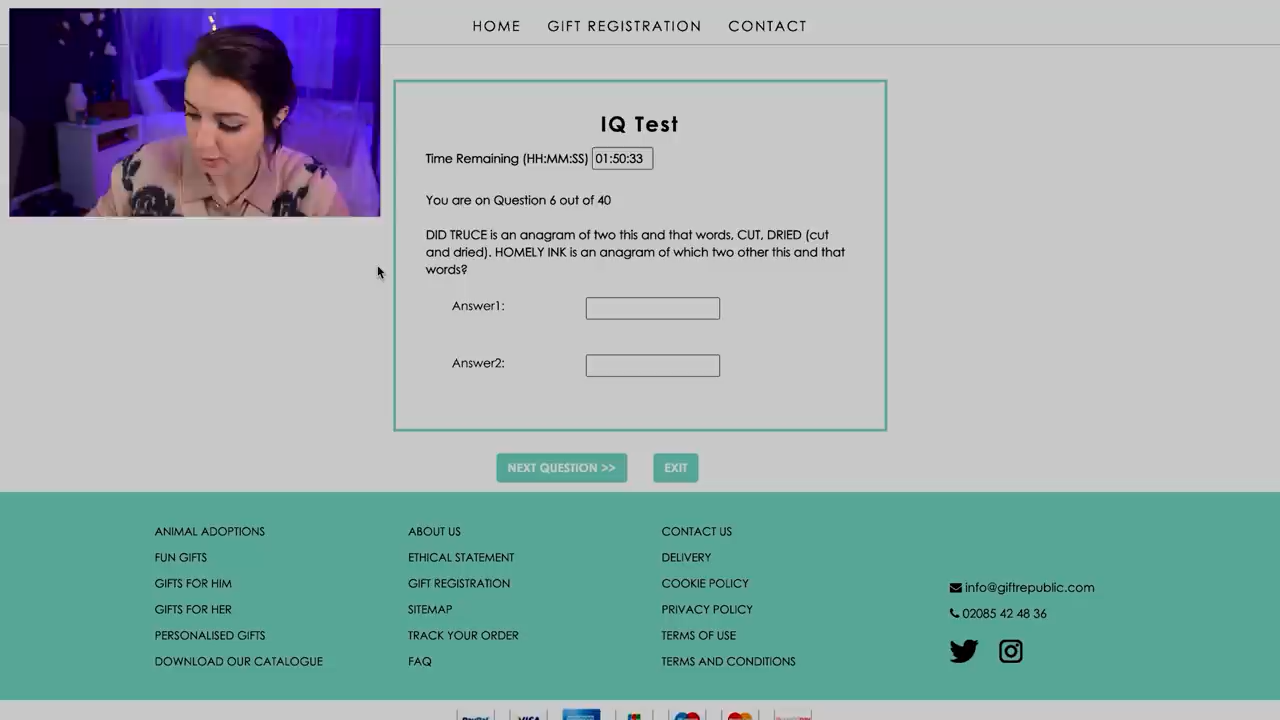 HOME GIFT REGISTRATION CONTACT
IQ Test
Time Remaining (HH:MM:SS) 01:50:33
You are on Question 6 out of 40
DID TRUCE is an anagram of two this and that words, CUT, DRIED (cut
and dried). HOMELY INK is an anagram of which two other this and that
words?
Answer1:
Answer2:
NEXT QUESTION >> EXIT
ANIMAL ADOPTIONS
FUN GIFTS
GIFTS FOR HIM
GIFTS FOR HER
PERSONALISED GIFTS
DOWNLOAD OUR CATALOGUE
ABOUT US
ETHICAL STATEMENT
GIFT REGISTRATION
SITEMAP
TRACK YOUR ORDER
FAQ
CONTACT US
DELIVERY
COOKIE POLICY
PRIVACY POLICY
TERMS OF USE
TERMS AND CONDITIONS
info@giftrepublic.com
02085 42 48 36
PayPal VISA